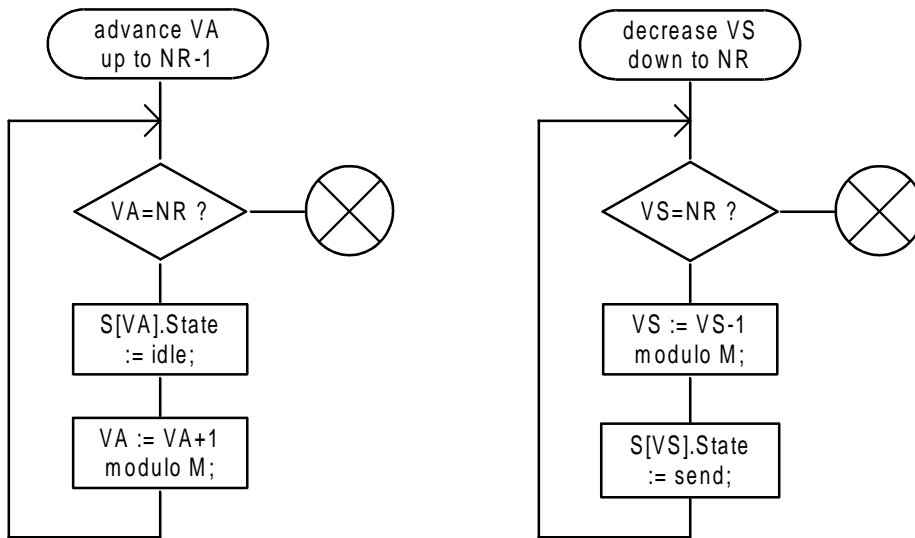 advance VA
up to NR-1
VA=NR ?
S[VA].State
:= idle;
VA := VA+1
modulo M;
decrease VS
down to NR
VS=NR ?
VS := VS-1
modulo M;
S[VS].State
:= send;